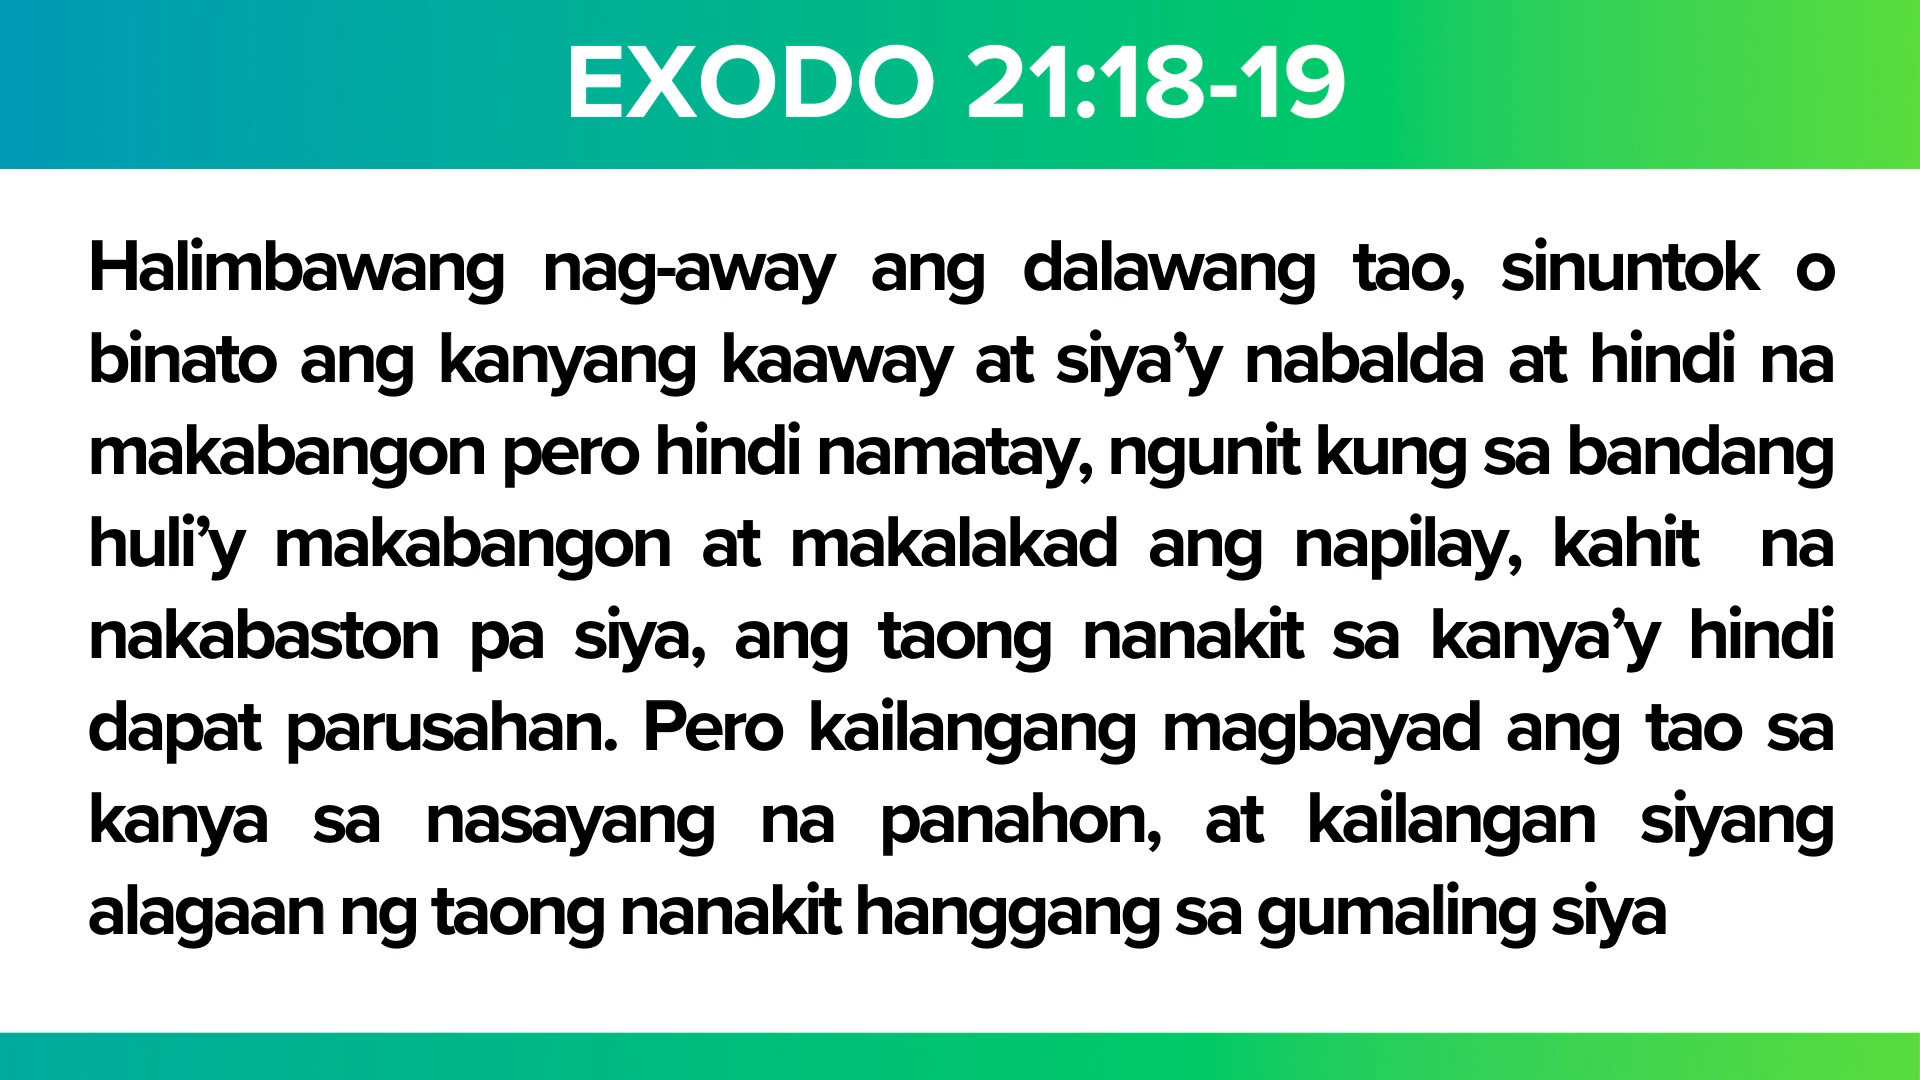 EXODO 21:18-19
Halimbawang nag-away ang dalawang tao, sinuntok o
binato ang kanyang kaaway at siya’y nabalda at hindi na
makabangon pero hindi namatay, ngunit kung sa bandang
huli’y makabangon at makalakad ang napilay, kahit na
nakabaston pa siya, ang taong nanakit sa kanya’y hindi
dapat parusahan. Pero kailangang magbayad ang tao sa
kanya sa nasayang na panahon, at kailangan siyang
alagaan ng taong nanakit hanggang sa gumaling siya